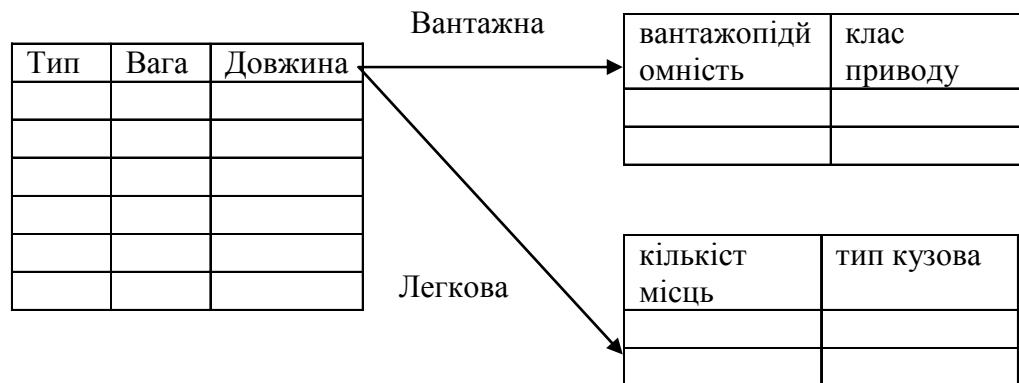 Вантажна
Тип Вага Довжина
вантажопідй
омність
клас
приводу
Легкова
кількіст
місць
тип кузова